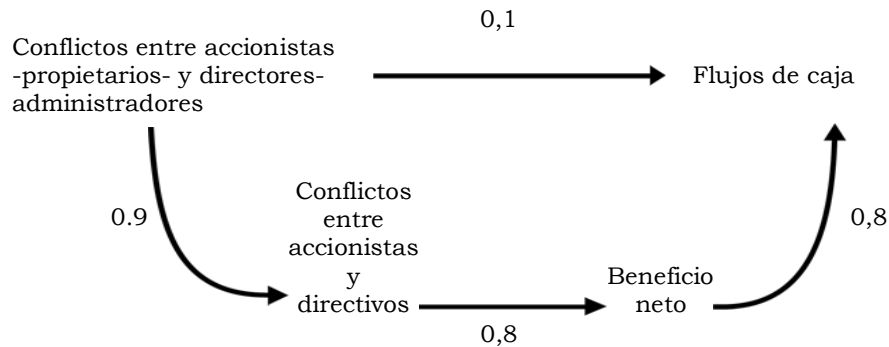 0,1
Conflictos entre accionistas
-propietarios- y directores-
administradores
Flujos de caja
0.9
Conflictos
entre
accionistas
y
directivos
0,8
Beneficio
neto
0,8